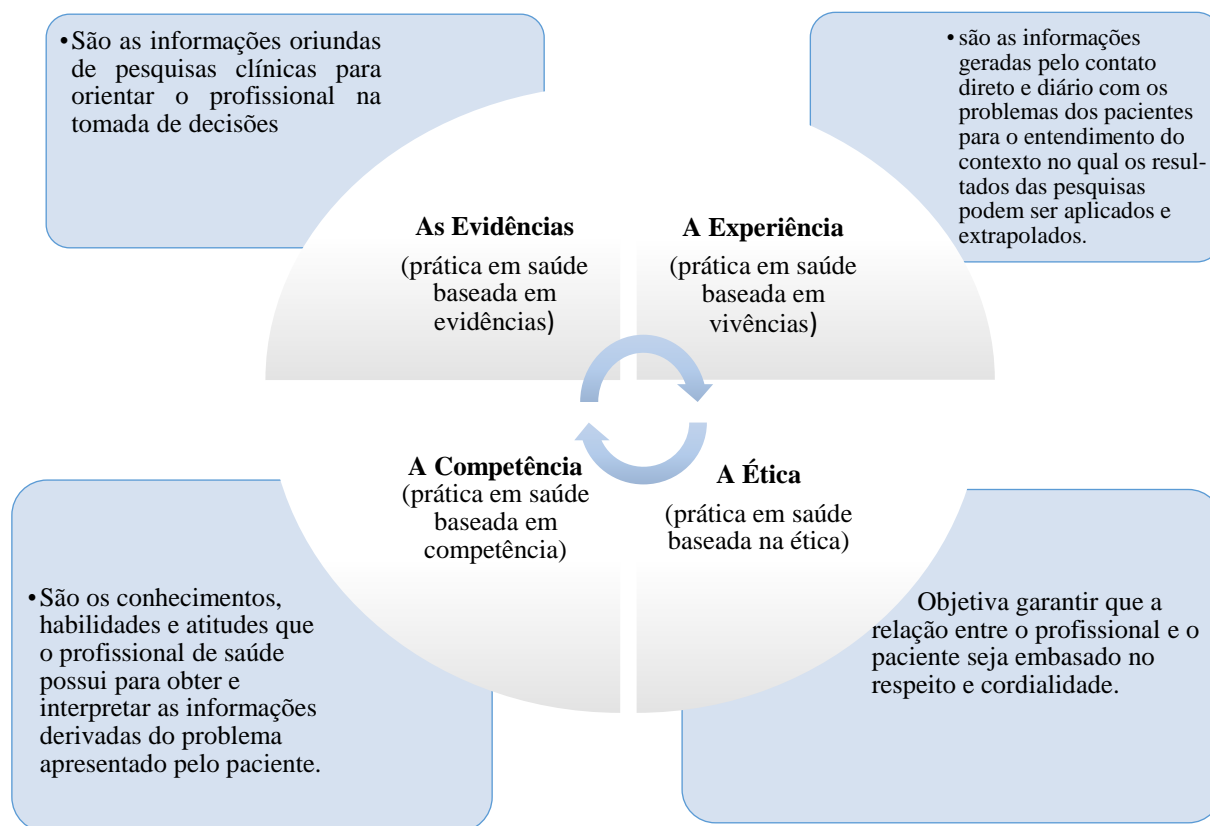 •São as informações oriundas
de pesquisas clínicas para
orientar o profissional na
tomada de decisões
• são as informações
geradas pelo contato
direto e diário com os
problemas dos pacientes
para o entendimento do
contexto no qual os resul-
tados das pesquisas
podem ser aplicados e
extrapolados.
As Evidências
(prática em saúde
baseada em
evidências)
A Experiência
(prática em saúde
baseada em
vivências)
A Competência
(prática em saúde
baseada em
competência)
A Ética
(prática em saúde
baseada na ética)
•São os conhecimentos,
habilidades e atitudes que
o profissional de saúde
possui para obter e
interpretar as informações
derivadas do problema
apresentado pelo paciente.
Objetiva garantir que a
relação entre o profissional e o
paciente seja embasado no
respeito e cordialidade.